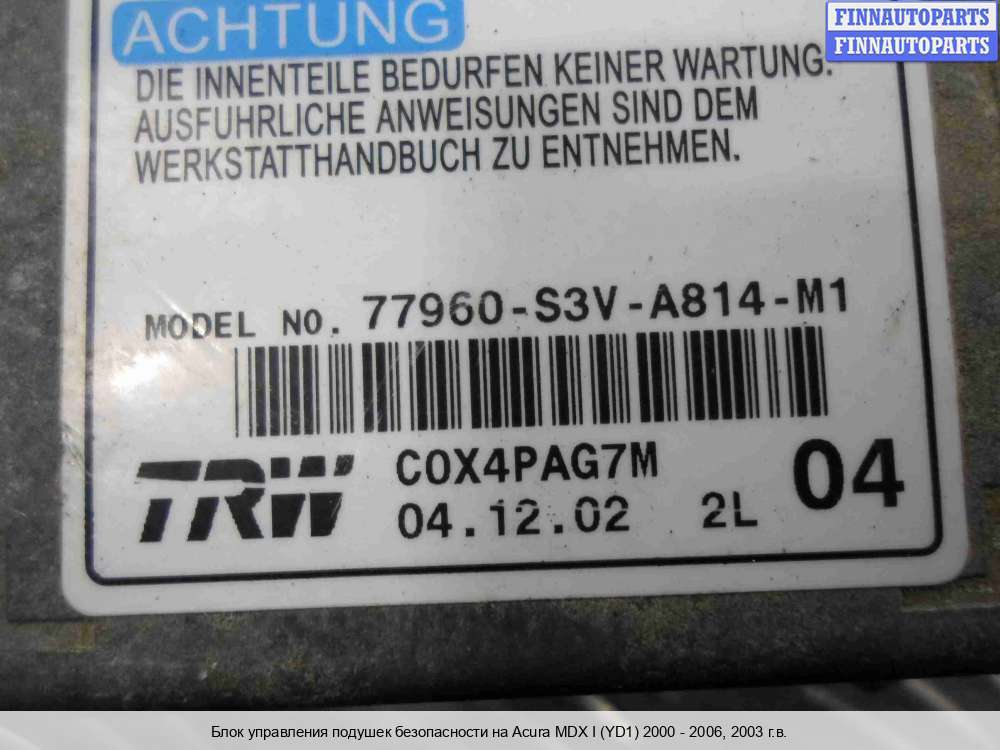 FINNAUTOPARTS
FINNAUTOPARTS
ACHTUNG
DIE INNENTEILE BEDURFEN KEINER WARTUNG.
AUSFUHRLICHE ANWEISUNGEN SIND DEM
WERKSTATTHANDBUCH ZU ENTNEHMEN.
MODEL NO. 77960-S3V-A814-M1
TRW
C0X4PAG7M
04
04.12.02 2L
Блок управления подушек безопасности на Acura MDX I (YD1) 2000 - 2006, 2003 г.в.